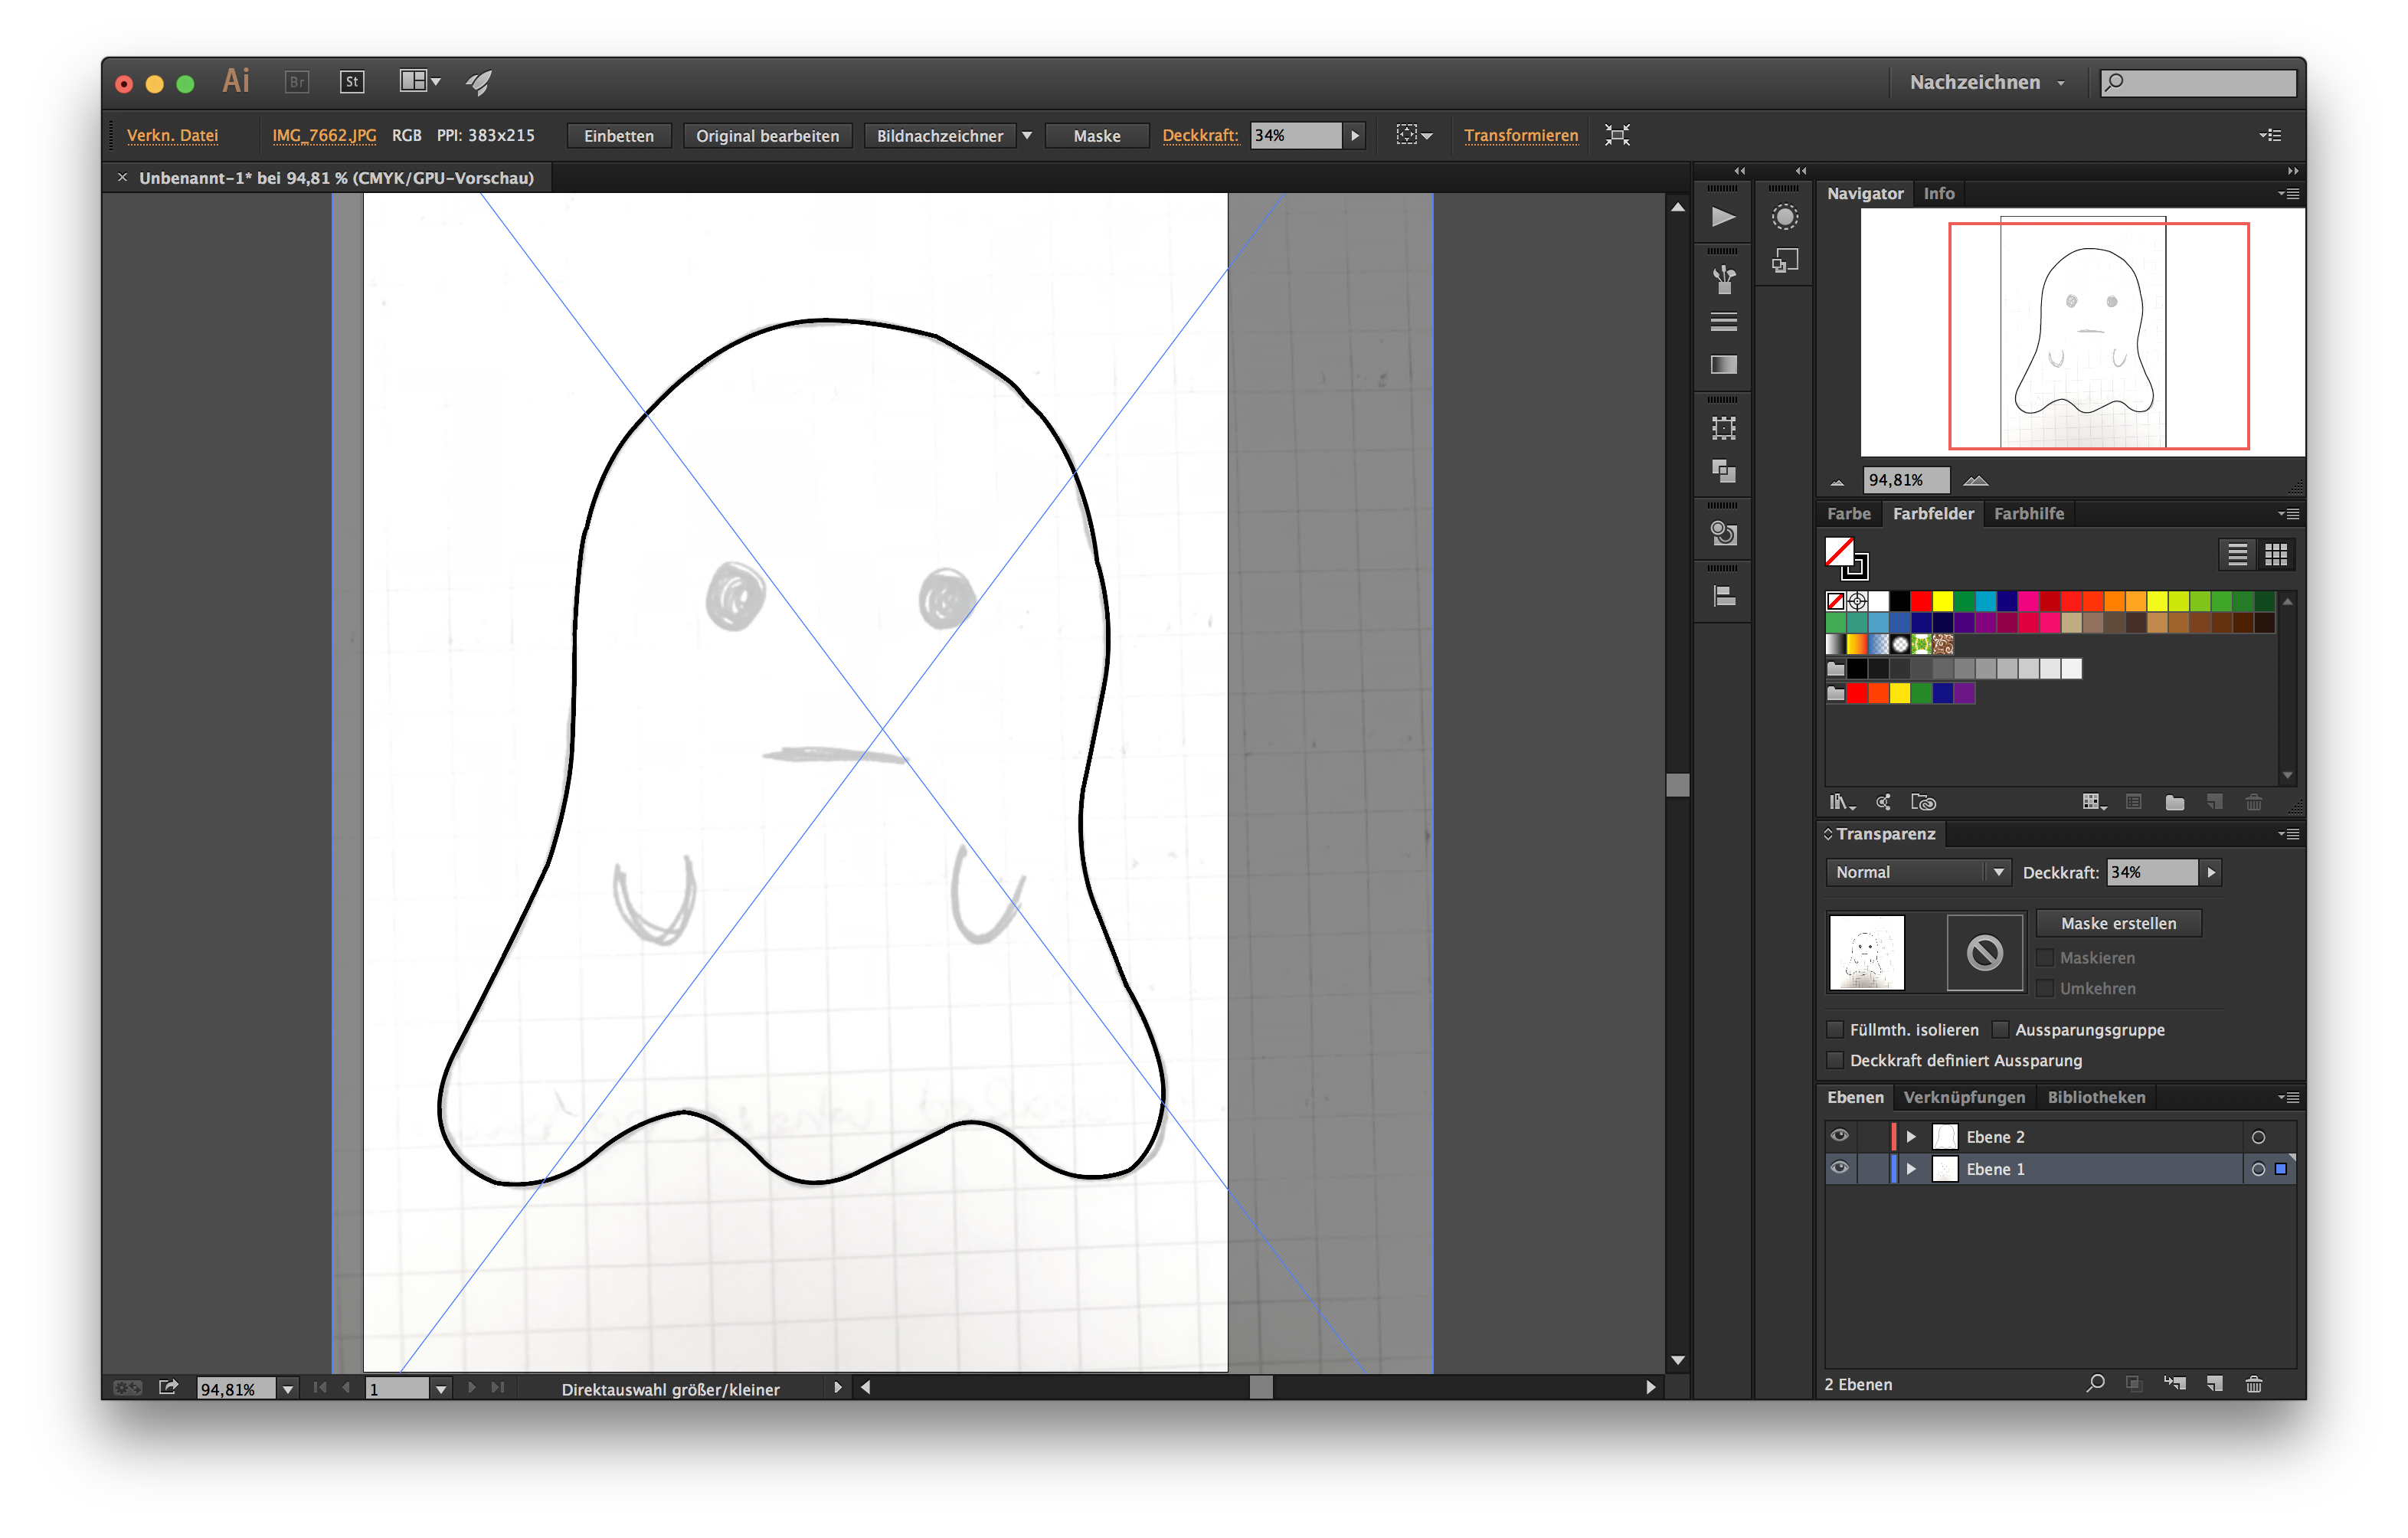 Ai Br St Nachzeichnen
Verkn. Datei IMG_7662.JPG RGB PPI: 383x215 Einbetten Original bearbeiten Bildnachzeichner Maske Deckkraft: 34% Transformieren
× Unbenannt-1* bei 94,81 % (CMYK/GPU-Vorschau)
Navigator Info
94,81%
Farbe Farbfelder Farbhilfe
Transparenz
Normal Deckkraft: 34%
Maske erstellen
Maskieren
Umkehren
Füllmth. isolieren Aussparungsgruppe
Deckkraft definiert Aussparung
Ebenen Verknüpfungen Bibliotheken
Ebene 2
Ebene 1
2 Ebenen
94,81% 1 Direktauswahl größer/kleiner